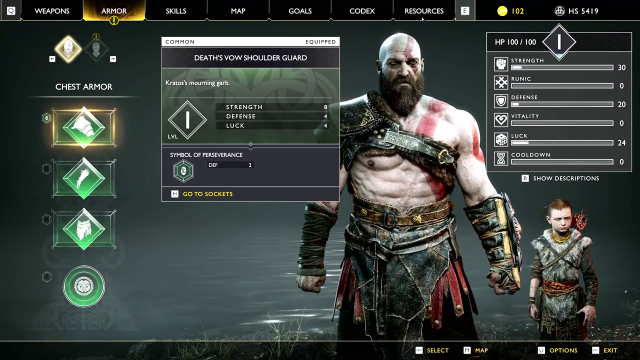 Q WEAPONS ARMOR SKILLS MAP GOALS CODEX RESOURCES E 102 HS 5419
CHEST ARMOR
COMMON EQUIPPED
DEATH'S VOW SHOULDER GUARD
Kratos's mourning garb.
I
LVL
STRENGTH 8
DEFENSE 4
LUCK 4
SYMBOL OF PERSEVERANCE
DEF 2
GO TO SOCKETS
HP 100 / 100 I
STRENGTH 30
RUNIC 0
DEFENSE 20
VITALITY 0
LUCK 24
COOLDOWN 0
SHOW DESCRIPTIONS
SELECT M MAP OPTIONS EXIT